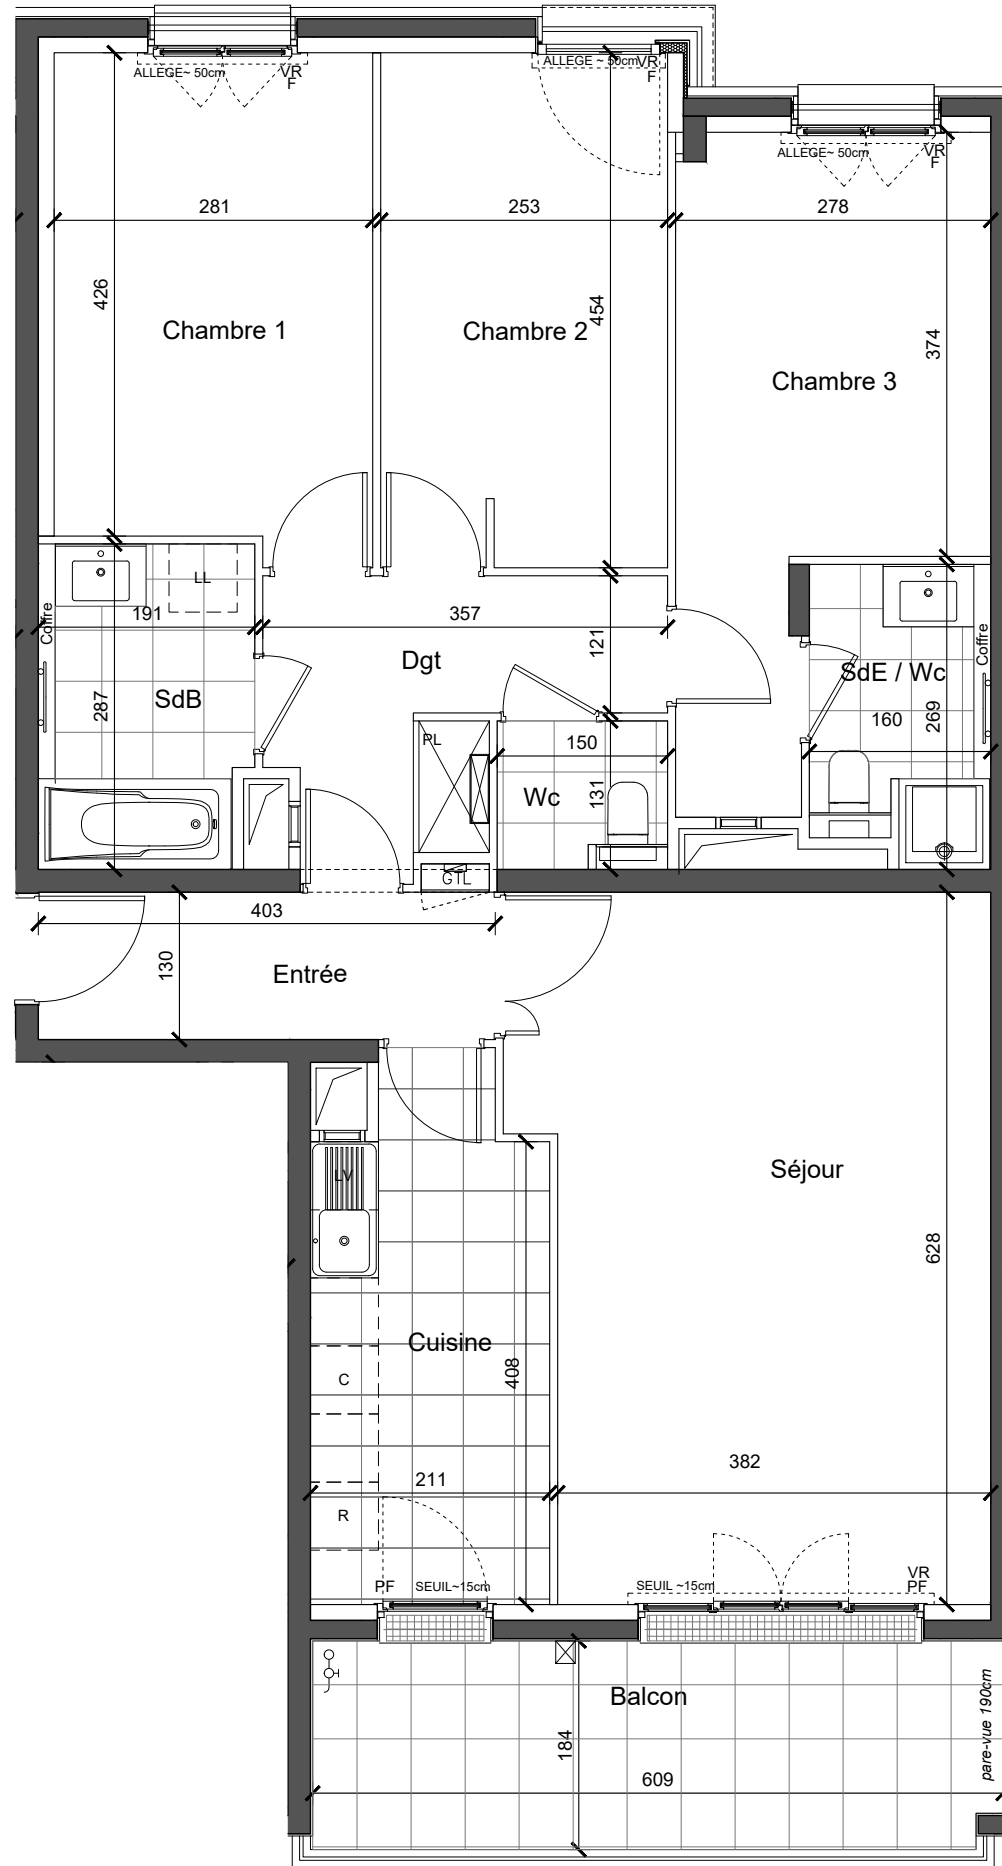 ALLEGE~ 50cm
VR
F
ALLEGE ~ 50cm
VR
F
ALLEGE~ 50cm
VR
F
281
253
278
426
454
374
Chambre 1
Chambre 2
Chambre 3
LL
Coffre
191
357
121
Dgt
SdB
287
SdE / Wc
Coffre
160
269
PL
150
Wc
131
GTL
403
130
Entrée
LV
Séjour
628
Cuisine
408
C
211
382
R
PF
SEUIL~15cm
SEUIL ~15cm
VR
PF
Balcon
184
609
pare-vue 190cm